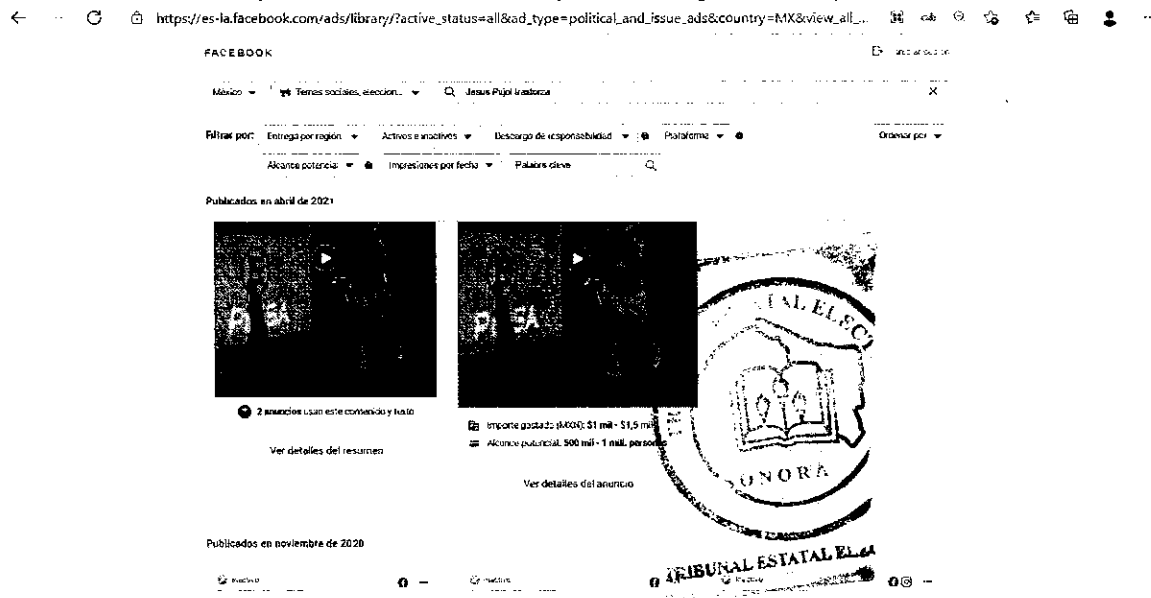 https://es-la.facebook.com/ads/library/?active_status=all&ad_type=political_and_issue_ads&country=MX&view_all_...
FACEBOOK
México
Temas sociales, eleccion...
Jesus Pujol Irastorza
Filtrar por:
Entrega por región
Activos e inactivos
Descargo de responsabilidad
Plataforma
Ordenar por
Alcance potencial
Impresiones por fecha
Palabra clave
Publicados en abril de 2021
2 anuncios usan este contenido y texto
Importe gastado (MXN): $1 mil - $1,5 mil
Alcance potencial: 500 mil - 1 mill. personas
Ver detalles del resumen
Ver detalles del anuncio
SONORA
TRIBUNAL ESTATAL
Publicados en noviembre de 2020
Inactivo
Inactivo